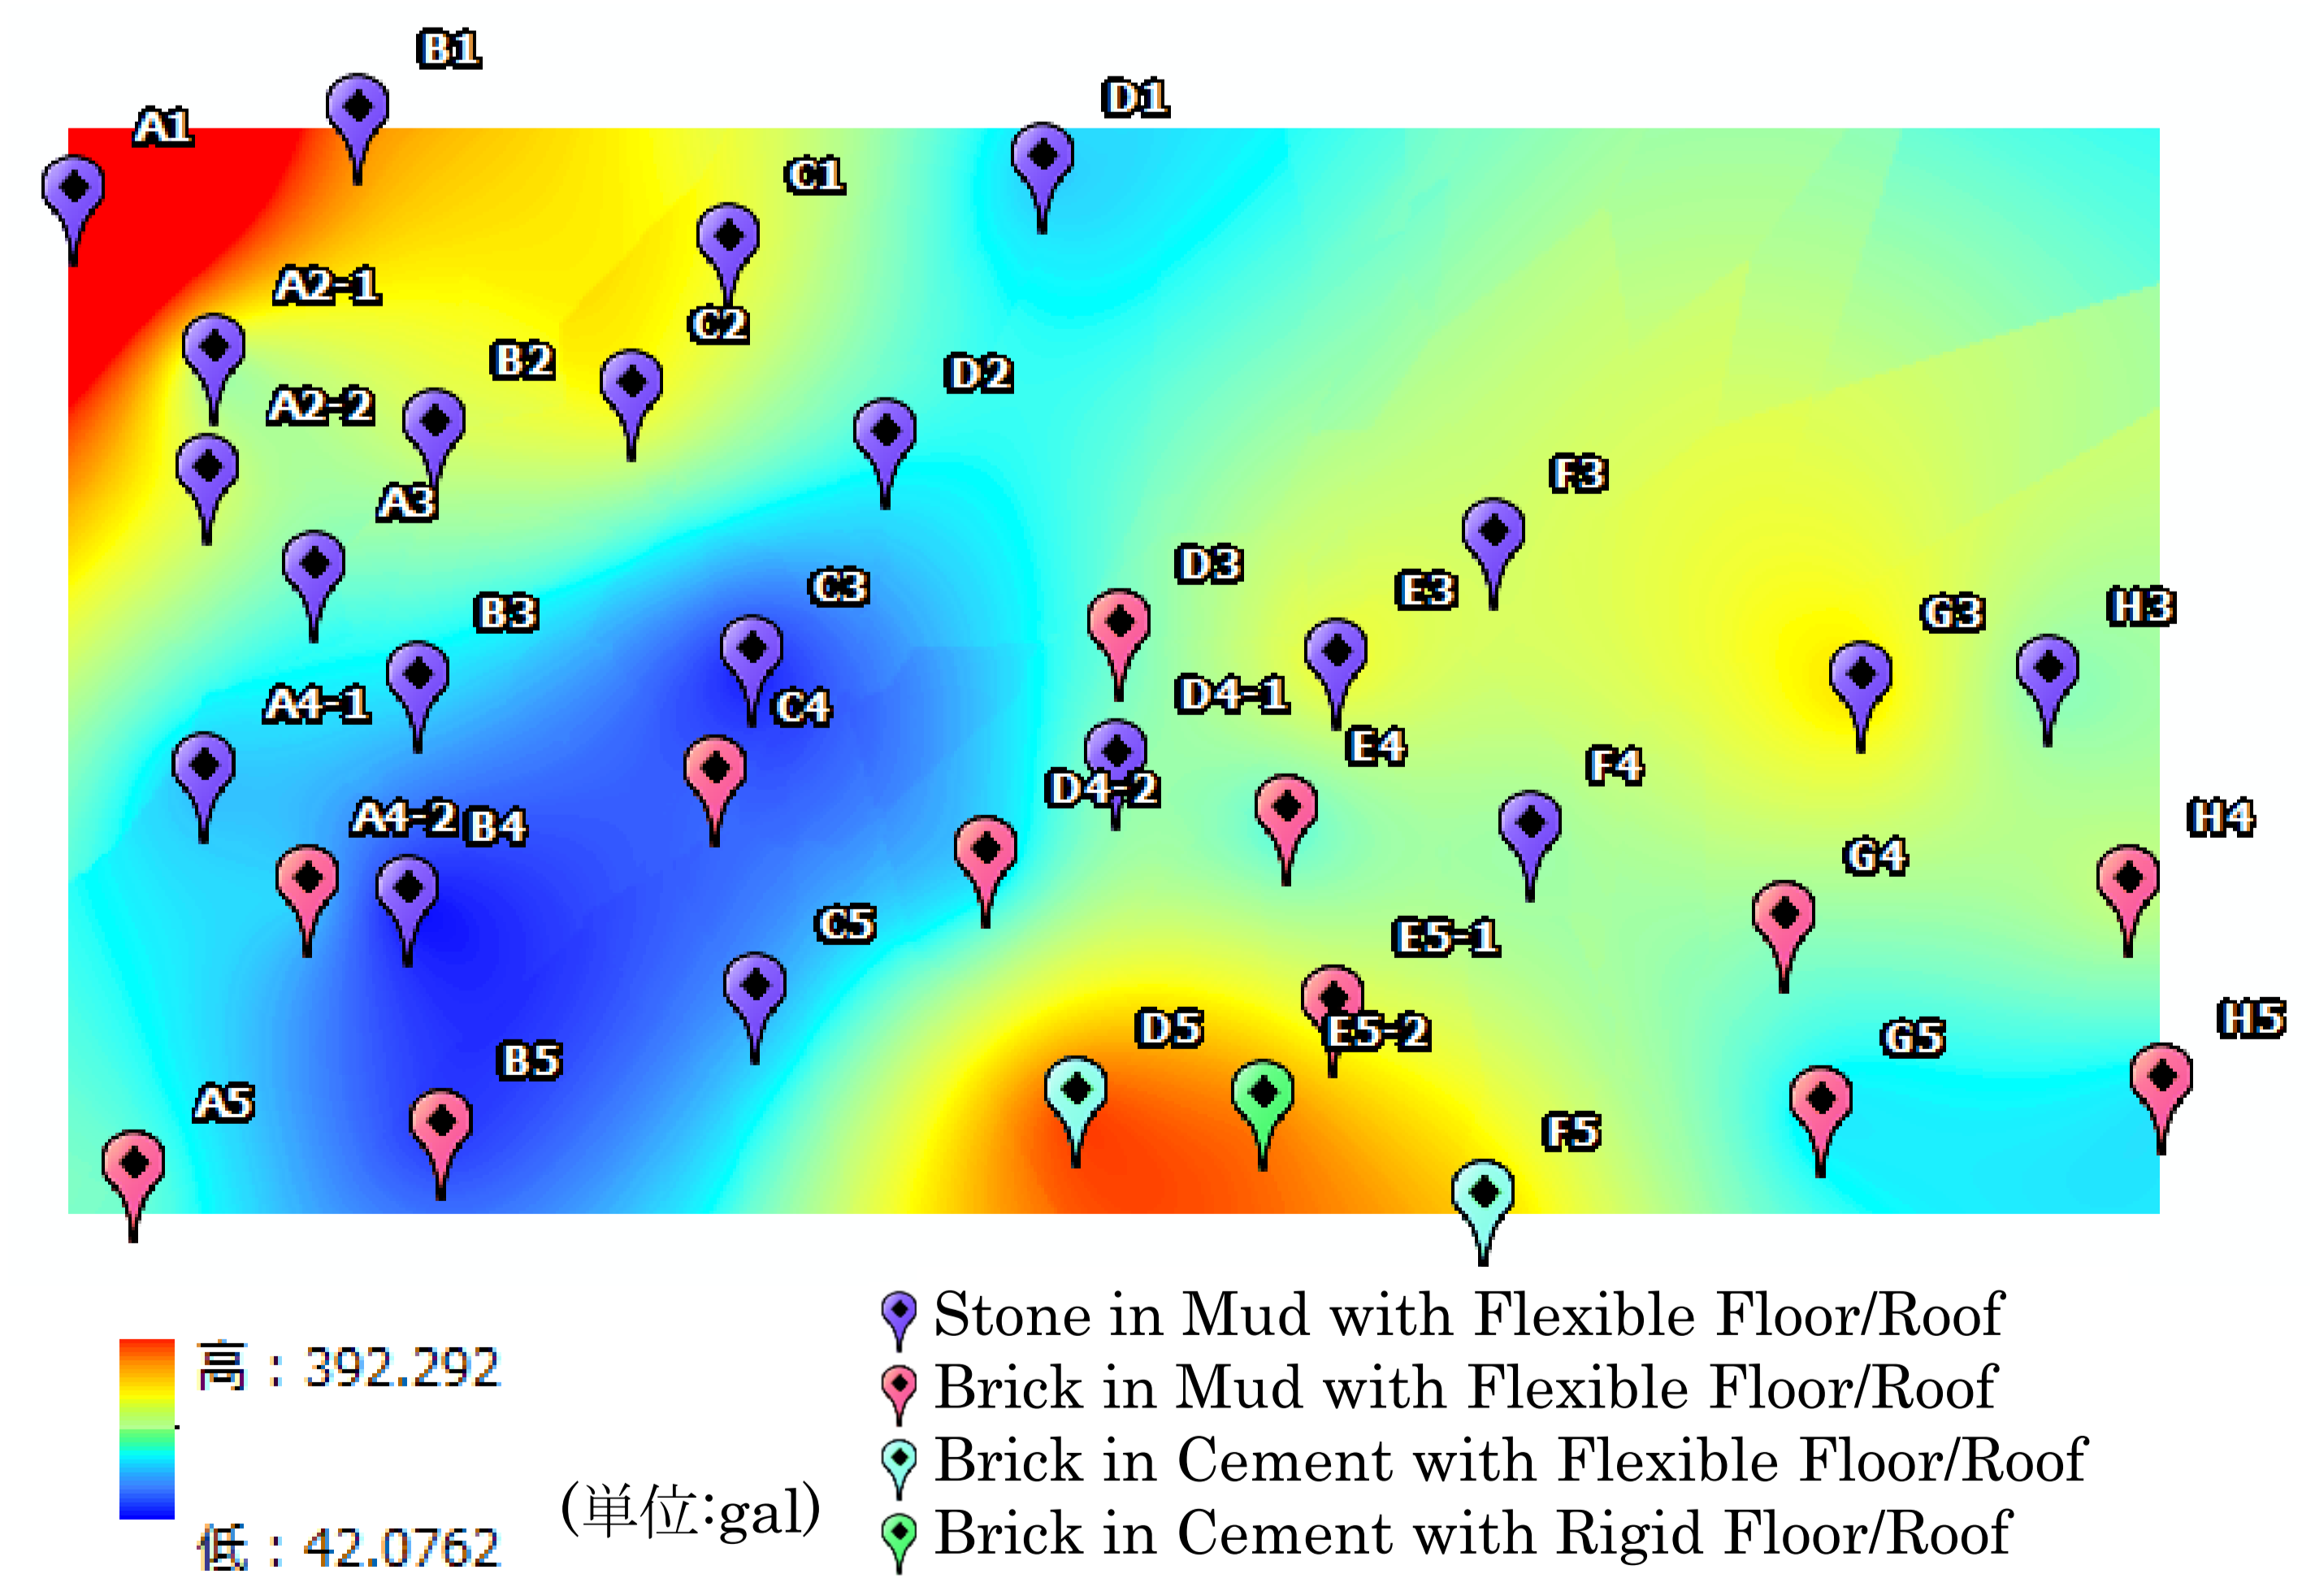 B1
D1
A1
C1
A2-1
C2
B2
D2
A2-2
F3
A3
D3
C3
E3
H3
B3
G3
D4-1
A4-1
C4
E4
F4
D4-2
A4-2
B4
H4
G4
C5
E5-1
H5
D5
E5-2
G5
B5
A5
F5
高 : 392.292
低 : 42.0762
(単位:gal)
Stone in Mud with Flexible Floor/Roof
Brick in Mud with Flexible Floor/Roof
Brick in Cement with Flexible Floor/Roof
Brick in Cement with Rigid Floor/Roof